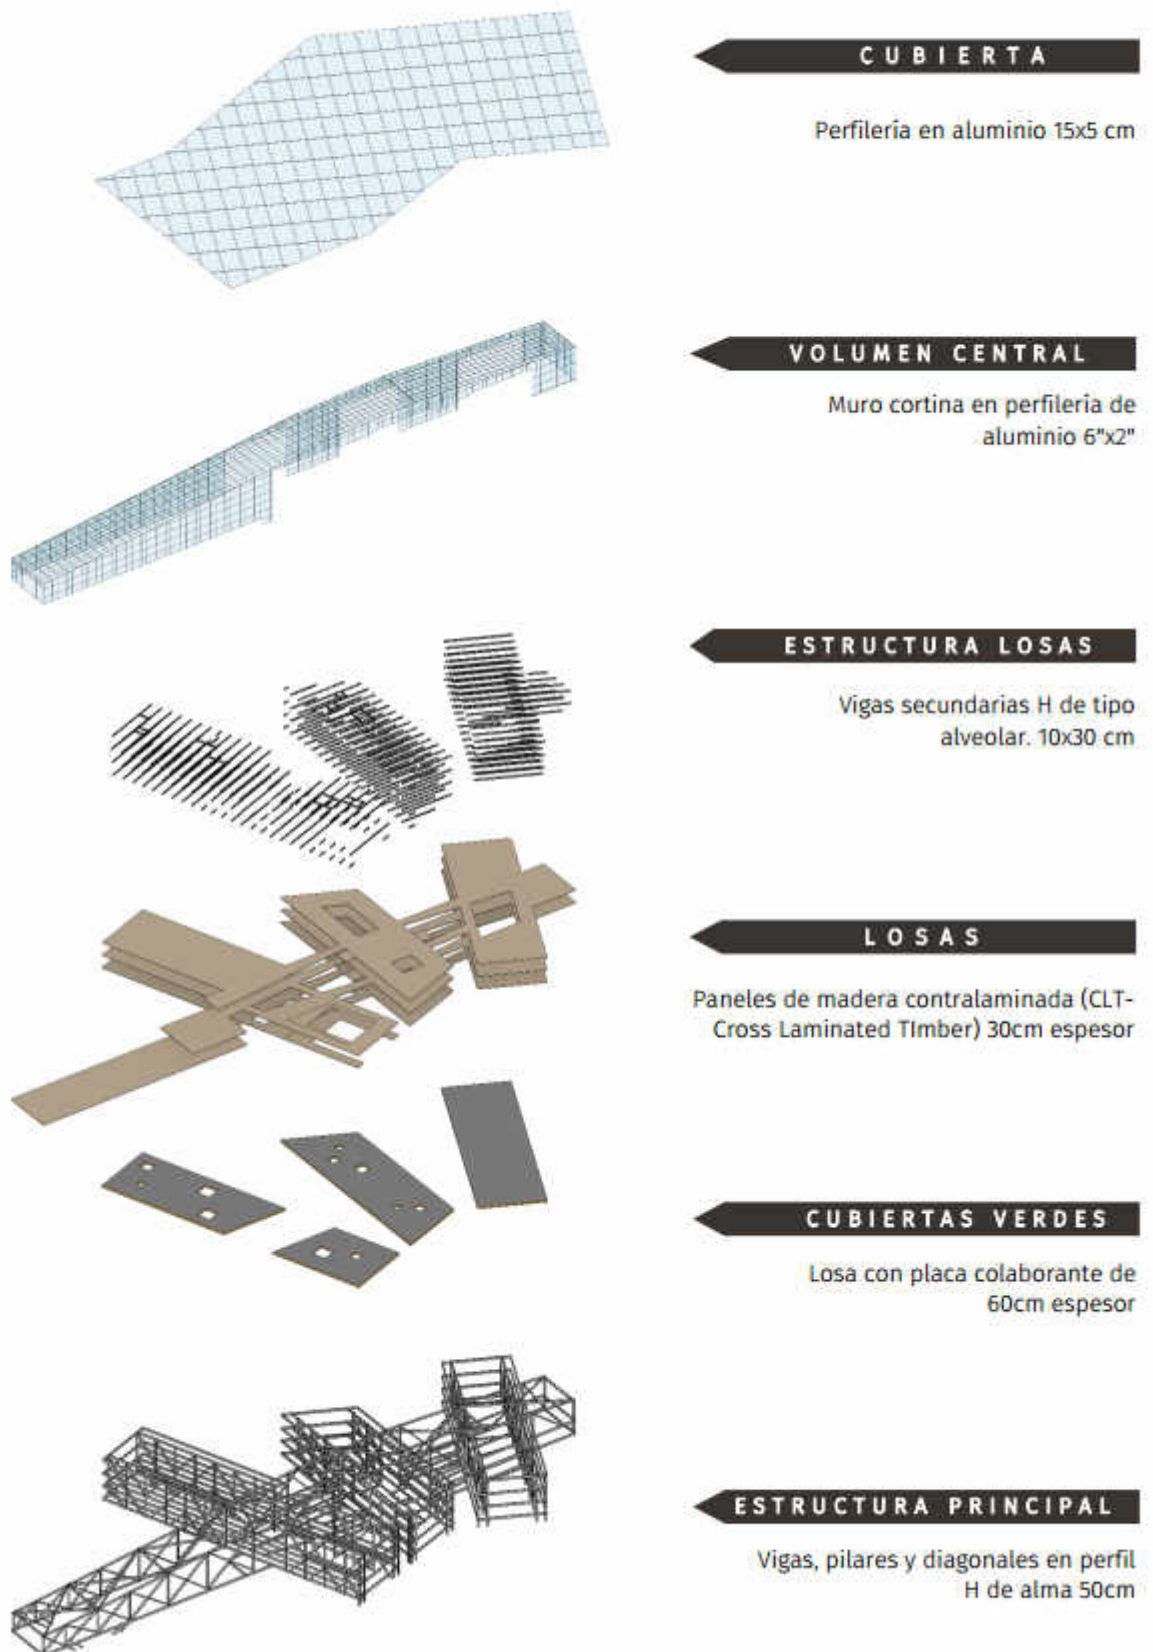 CUBIERTA
Perfilería en aluminio 15x5 cm
VOLUMEN CENTRAL
Muro cortina en perfilería de
aluminio 6"x2"
ESTRUCTURA LOSAS
Vigas secundarias H de tipo
alveolar. 10x30 cm
LOSAS
Paneles de madera contralaminada (CLT-
Cross Laminated TImber) 30cm espesor
CUBIERTAS VERDES
Losa con placa colaborante de
60cm espesor
ESTRUCTURA PRINCIPAL
Vigas, pilares y diagonales en perfil
H de alma 50cm